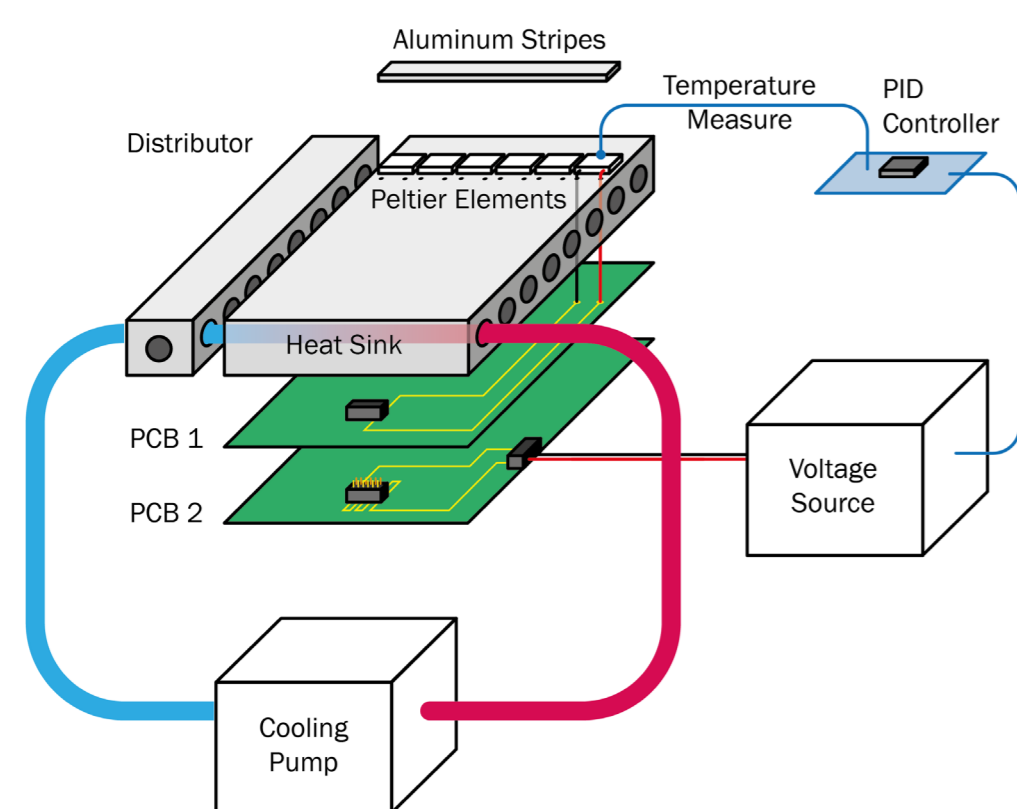 Aluminum Stripes
Temperature
Measure
PID
Controller
Distributor
Peltier Elements
Heat Sink
PCB 1
PCB 2
Voltage
Source
Cooling
Pump